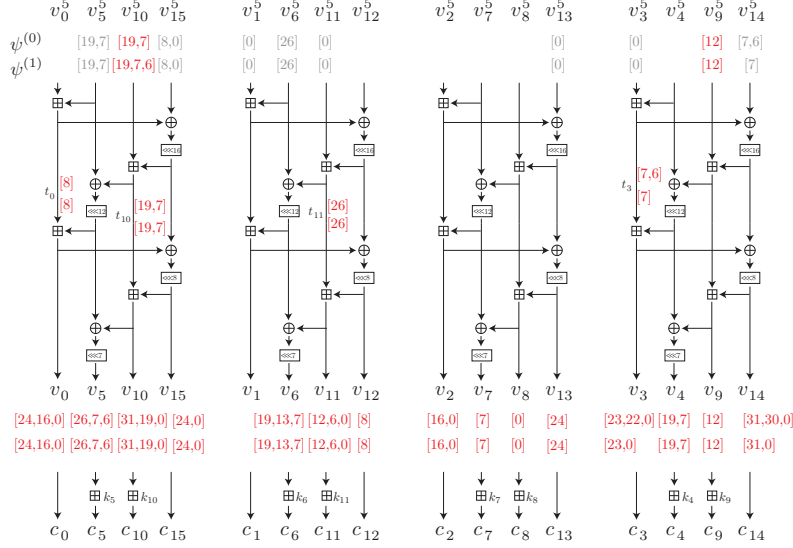 v_0^5 v_5^5 v_10^5 v_15^5 v_1^5 v_6^5 v_11^5 v_12^5 v_2^5 v_7^5 v_8^5 v_13^5 v_3^5 v_4^5 v_9^5 v_14^5
ψ^(0) [19,7] [19,7] [8,0] [0] [26] [0] [0] [0] [12] [7,6]
ψ^(1) [19,7] [19,7,6] [8,0] [0] [26] [0] [0] [0] [12] [7]
⋘16 ⋘16 ⋘16 ⋘16
t_0 [8] t_3 [7,6]
[8] [7]
t_10 [19,7] t_11 [26]
[19,7] [26]
⋘12 ⋘12 ⋘12 ⋘12
⋘8 ⋘8 ⋘8 ⋘8
⋘7 ⋘7 ⋘7 ⋘7
v_0 v_5 v_10 v_15 v_1 v_6 v_11 v_12 v_2 v_7 v_8 v_13 v_3 v_4 v_9 v_14
[24,16,0] [26,7,6] [31,19,0] [24,0] [19,13,7] [12,6,0] [8] [16,0] [7] [0] [24] [23,22,0] [19,7] [12] [31,30,0]
[24,16,0] [26,7,6] [31,19,0] [24,0] [19,13,7] [12,6,0] [8] [16,0] [7] [0] [24] [23,0] [19,7] [12] [31,0]
k_5 k_10 k_6 k_11 k_7 k_8 k_4 k_9
c_0 c_5 c_10 c_15 c_1 c_6 c_11 c_12 c_2 c_7 c_8 c_13 c_3 c_4 c_9 c_14